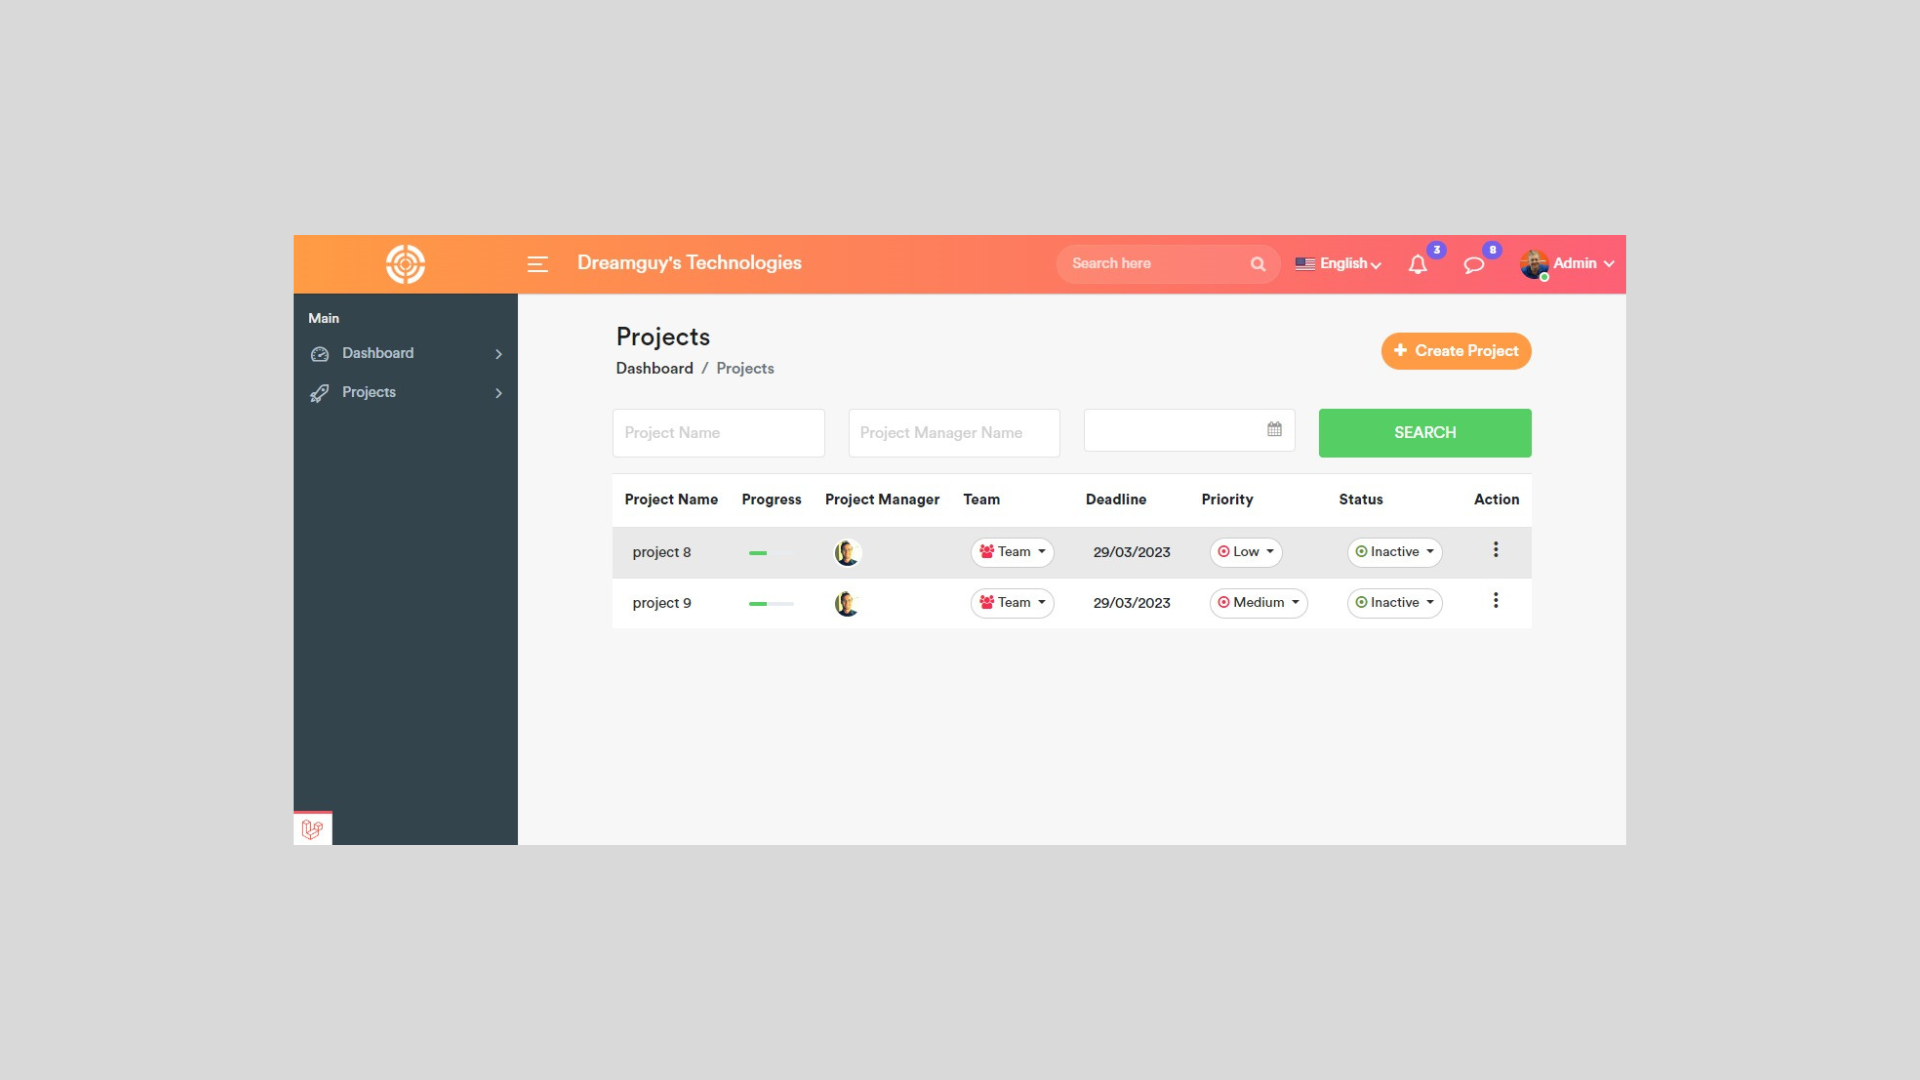 Dreamguy's Technologies
Search here
English
3
8
Admin
Main
Dashboard
Projects
Projects
Dashboard / Projects
+ Create Project
Project Name
Project Manager Name
SEARCH
Project Name Progress Project Manager Team Deadline Priority Status Action
project 8 Team 29/03/2023 Low Inactive
project 9 Team 29/03/2023 Medium Inactive